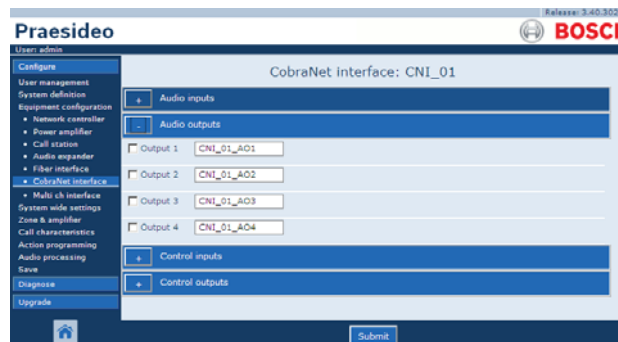 Release: 3.40.302
Praesideo
BOSCH
User: admin
Configure
User management
System definition
Equipment configuration
Network controller
Power amplifier
Call station
Audio expander
Fiber interface
CobraNet interface
Multi ch interface
System wide settings
Zone & amplifier
Call characteristics
Action programming
Audio processing
Save
Diagnose
Upgrade
CobraNet interface: CNI_01
+ Audio inputs
- Audio outputs
Output 1 CNI_01_AO1
Output 2 CNI_01_AO2
Output 3 CNI_01_AO3
Output 4 CNI_01_AO4
+ Control inputs
+ Control outputs
Submit